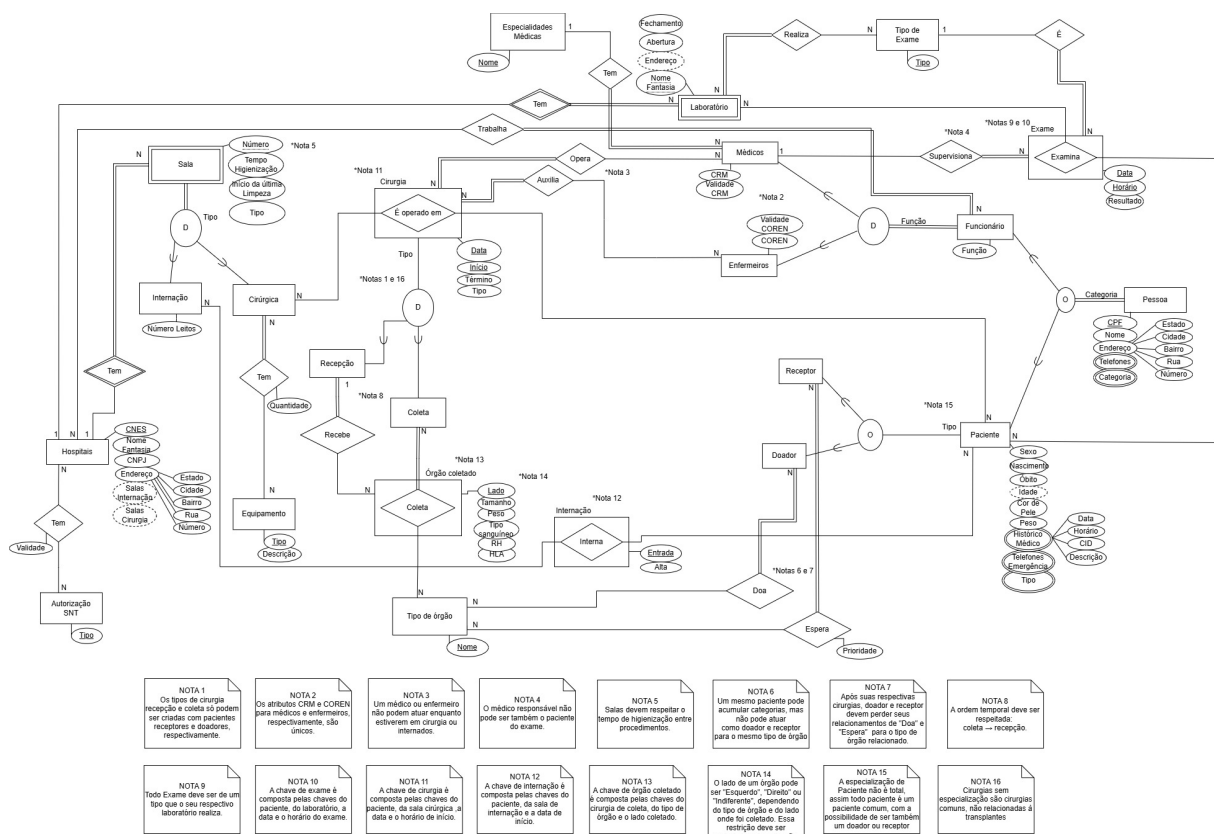 Especialidades
Médicas
1
Nome
Tem
N
Fechamento
Abertura
Endereço
Nome
Fantasia
Laboratório
N
N
N
Realiza
N
Tipo de
Exame
1
Tipo
É
N
Tem
N
Trabalha
*Notas 9 e 10
Exame
N
Examina
N
Data
Horário
Resultado
*Nota 4
Supervisiona
N
1
Médicos
N
CRM
Validade
CRM
Opera
*Nota 3
Auxilia
N
*Nota 2
Validade
COREN
COREN
Enfermeiros
N
D
Função
N
Funcionário
Função
O
Categoria
Pessoa
CPF
Nome
Endereço
Telefones
Categoria
Estado
Cidade
Bairro
Rua
Número
N
Sala
Número
Tempo
Higienização
Início da última
Limpeza
Tipo
*Nota 5
Tipo
D
Internação
N
Número Leitos
Cirúrgica
N
N
Tem
Quantidade
N
Equipamento
Tipo
Descrição
*Nota 11
Cirurgia
N
N
N
N
É operado em
Data
Início
Término
Tipo
Tipo
*Notas 1 e 16
D
Recepção
1
*Nota 8
Recebe
N
Coleta
N
*Nota 13
Órgão coletado
*Nota 14
Coleta
Lado
Tamanho
Peso
Tipo
sanguíneo
RH
HLA
N
Tipo de órgão
N
N
Nome
Tem
1
N
1
Hospitais
N
CNES
Nome
Fantasia
CNPJ
Endereço
Salas
Internação
Salas
Cirurgia
Estado
Cidade
Bairro
Rua
Número
Tem
Validade
N
Autorização
SNT
Tipo
*Nota 12
Internação
Interna
Entrada
Alta
Receptor
N
Doador
N
O
Tipo
*Nota 15
N
Paciente
N
N
Sexo
Nascimento
Óbito
Idade
Cor de
Pele
Peso
Histórico
Médico
Telefones
Emergência
Tipo
Data
Horário
CID
Descrição
*Notas 6 e 7
Doa
Espera
Prioridade
NOTA 1
Os tipos de cirurgia
recepção e coleta só podem
ser criadas com pacientes
receptores e doadores,
respectivamente.
NOTA 2
Os atributos CRM e COREN
para médicos e enfermeiros,
respectivamente, são
únicos.
NOTA 3
Um médico ou enfermeiro
não podem atuar enquanto
estiverem em cirurgia ou
internados.
NOTA 4
O médico responsável não
pode ser também o paciente
do exame.
NOTA 5
Salas devem respeitar o
tempo de higienização entre
procedimentos.
NOTA 6
Um mesmo paciente pode
acumular categorias, mas
não pode atuar
como doador e receptor
para o mesmo tipo de órgão
NOTA 7
Após suas respectivas
cirurgias, doador e receptor
devem perder seus
relacionamentos de "Doa" e
"Espera" para o tipo de
órgão relacionado.
NOTA 8
A ordem temporal deve ser
respeitada:
coleta → recepção.
NOTA 9
Todo Exame deve ser de um
tipo que o seu respectivo
laboratório realiza.
NOTA 10
A chave de exame é
composta pelas chaves do
paciente, do laboratório, a
data e o horário do exame.
NOTA 11
A chave de cirurgia é
composta pelas chaves do
paciente, da sala cirúrgica ,a
data e o horário de início.
NOTA 12
A chave de internação é
composta pelas chaves do
paciente, da sala de
internação e a data de
início.
NOTA 13
A chave de órgão coletado
é composta pelas chaves do
cirurgia de coleta, do tipo de
órgão e o lado coletado.
NOTA 14
O lado de um órgão pode
ser "Esquerdo", "Direito" ou
"Indiferente", dependendo
do tipo de órgão e do lado
onde foi coletado. Essa
restrição deve ser
NOTA 15
A especialização de
Paciente não é total,
assim todo paciente é um
paciente comum, com a
possibilidade de ser também
um doador ou receptor
NOTA 16
Cirurgias sem
especialização são cirurgias
comuns, não relacionadas á
transplantes